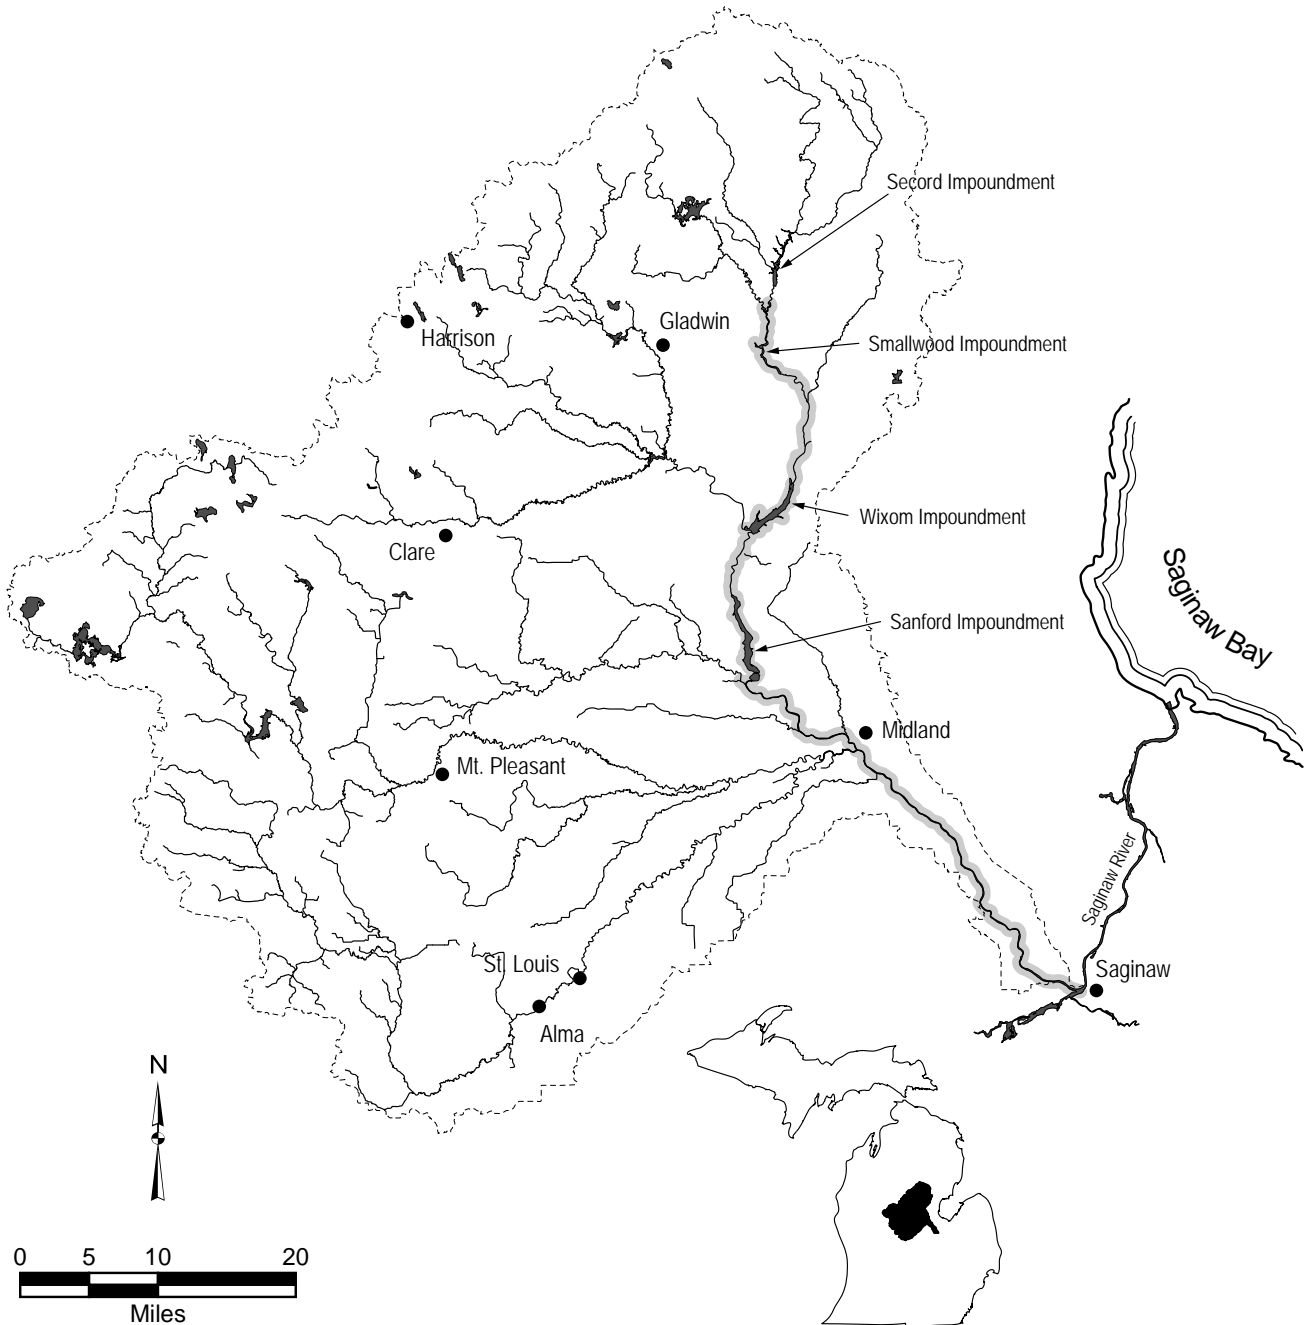 Secord Impoundment
Gladwin
Harrison
Smallwood Impoundment
Wixom Impoundment
Clare
Saginaw Bay
Sanford Impoundment
Midland
Mt. Pleasant
Saginaw River
St. Louis
Saginaw
Alma
N
0 5 10 20
Miles